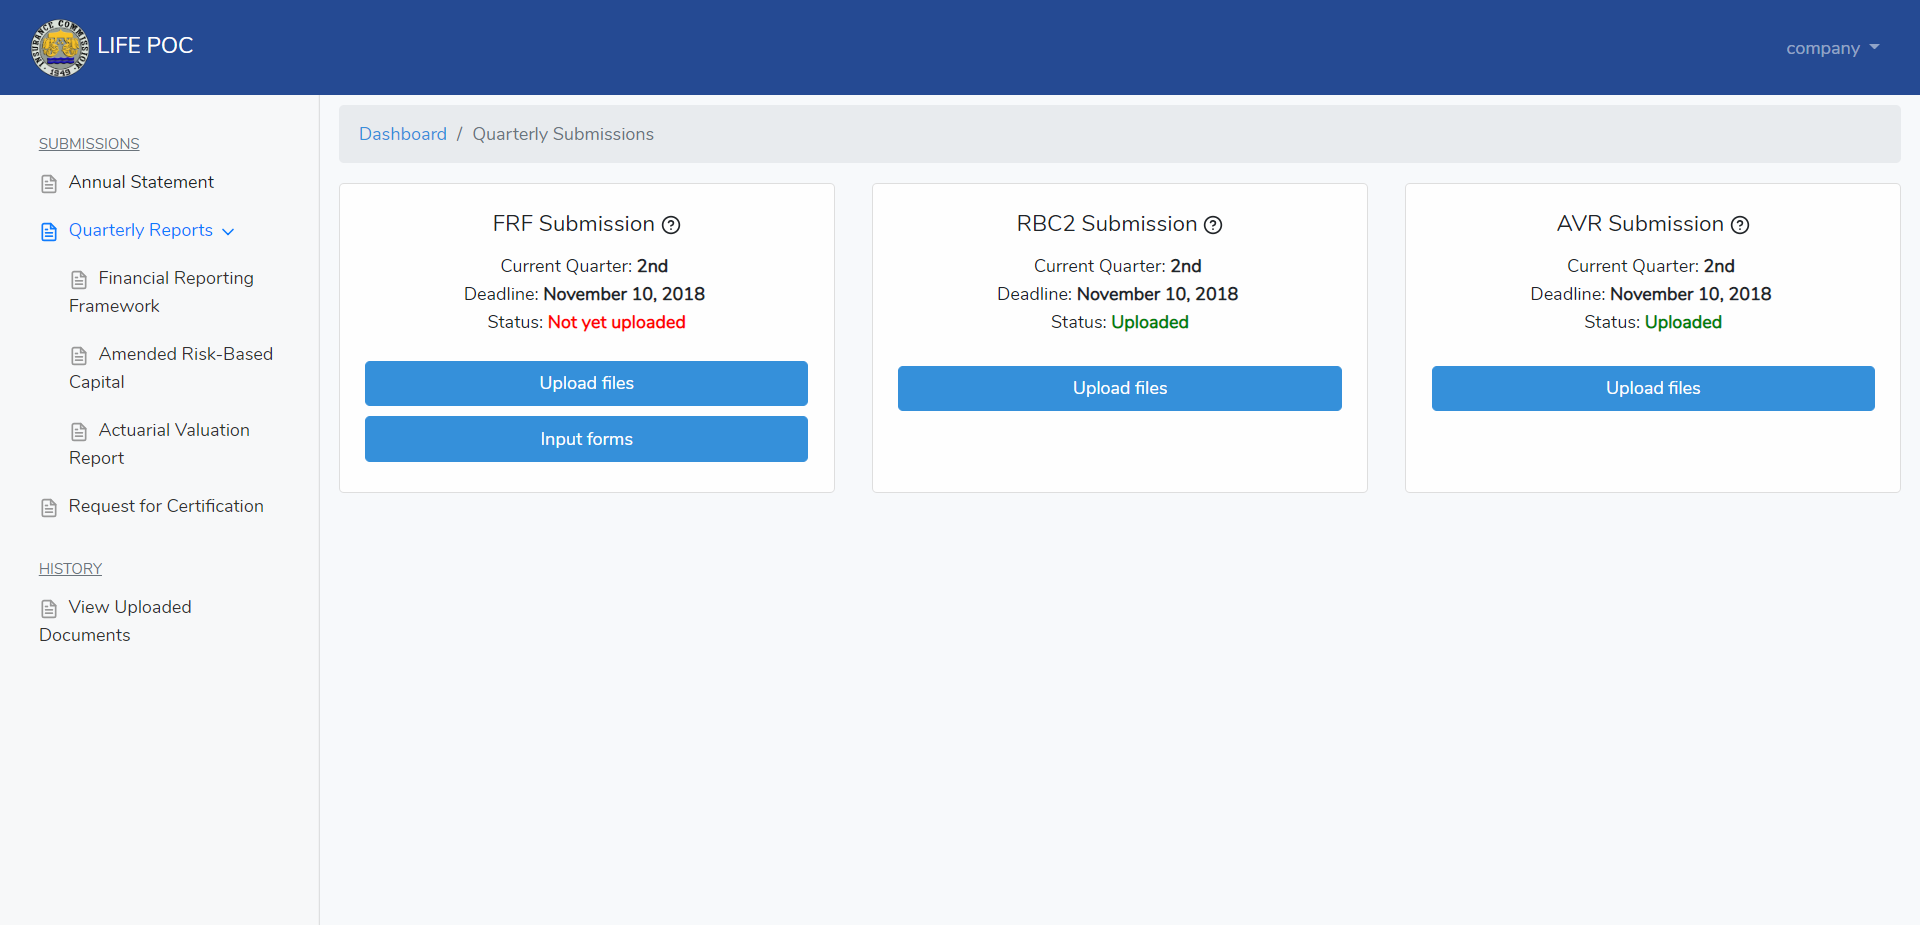 INSURANCE COMMISSION
1949
LIFE POC
company
SUBMISSIONS
Annual Statement
Quarterly Reports
Financial Reporting
Framework
Amended Risk-Based
Capital
Actuarial Valuation
Report
Request for Certification
HISTORY
View Uploaded
Documents
Dashboard / Quarterly Submissions
FRF Submission
Current Quarter: 2nd
Deadline: November 10, 2018
Status: Not yet uploaded
Upload files
Input forms
RBC2 Submission
Current Quarter: 2nd
Deadline: November 10, 2018
Status: Uploaded
Upload files
AVR Submission
Current Quarter: 2nd
Deadline: November 10, 2018
Status: Uploaded
Upload files